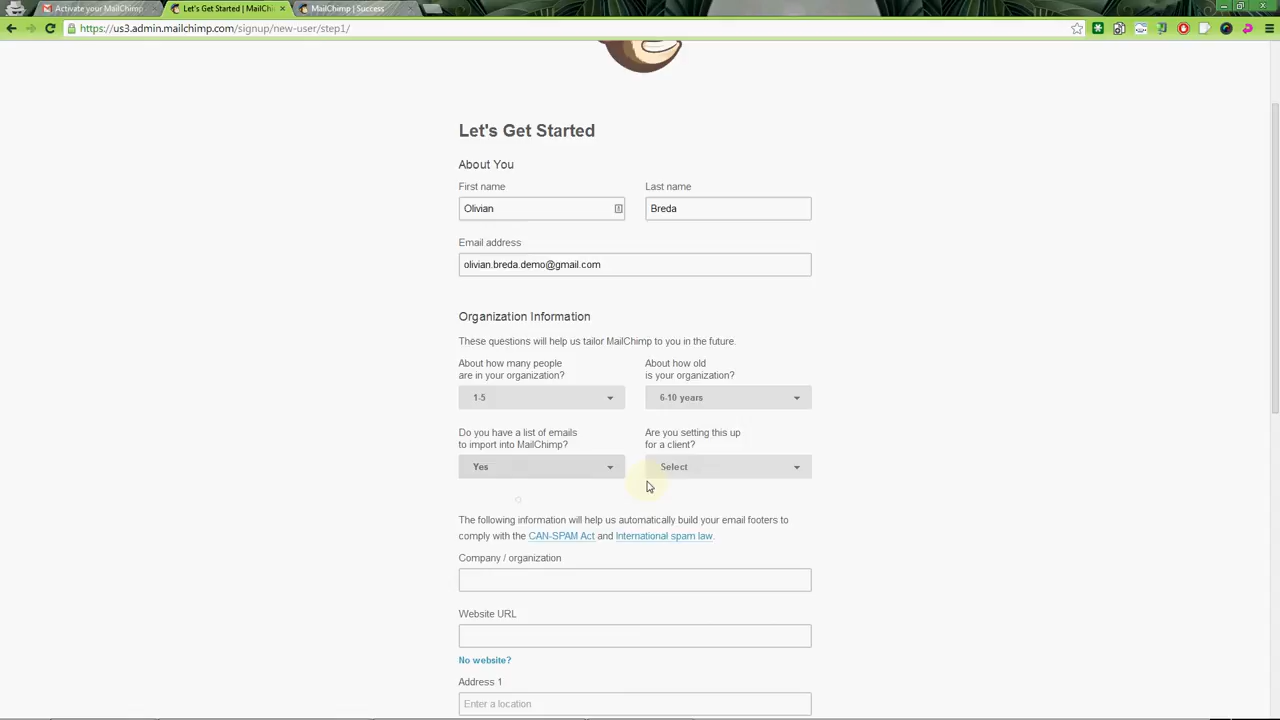 Activate your MailChimp
Let's Get Started | MailCh
MailChimp | Success
https://us3.admin.mailchimp.com/signup/new-user/step1/
Let's Get Started
About You
First name
Last name
Olivian
Breda
Email address
olivian.breda.demo@gmail.com
Organization Information
These questions will help us tailor MailChimp to you in the future.
About how many people
are in your organization?
About how old
is your organization?
1-5
6-10 years
Do you have a list of emails
to import into MailChimp?
Are you setting this up
for a client?
Yes
Select
The following information will help us automatically build your email footers to
comply with the CAN-SPAM Act and International spam law.
Company / organization
Website URL
No website?
Address 1
Enter a location